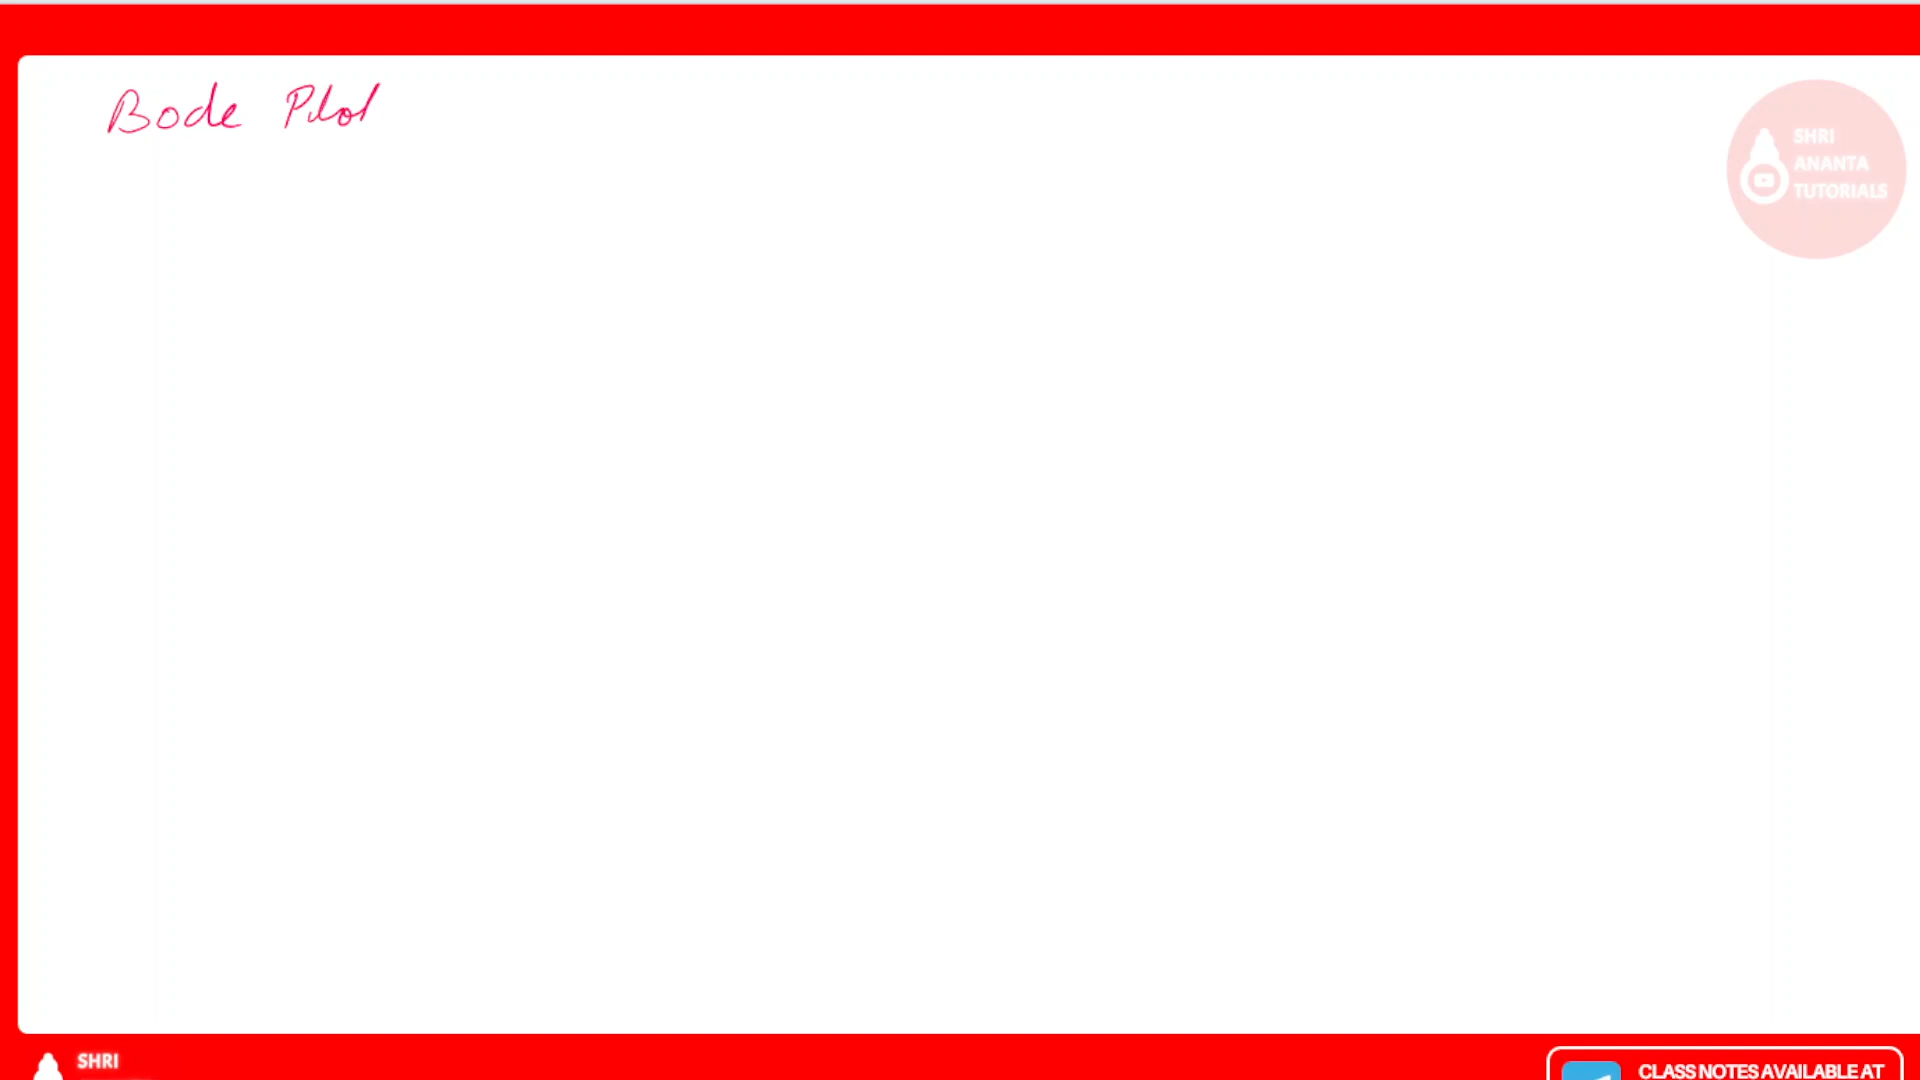 Bode Plot
SHRI
ANANTA
TUTORIALS
SHRI
CLASS NOTES AVAILABLE AT